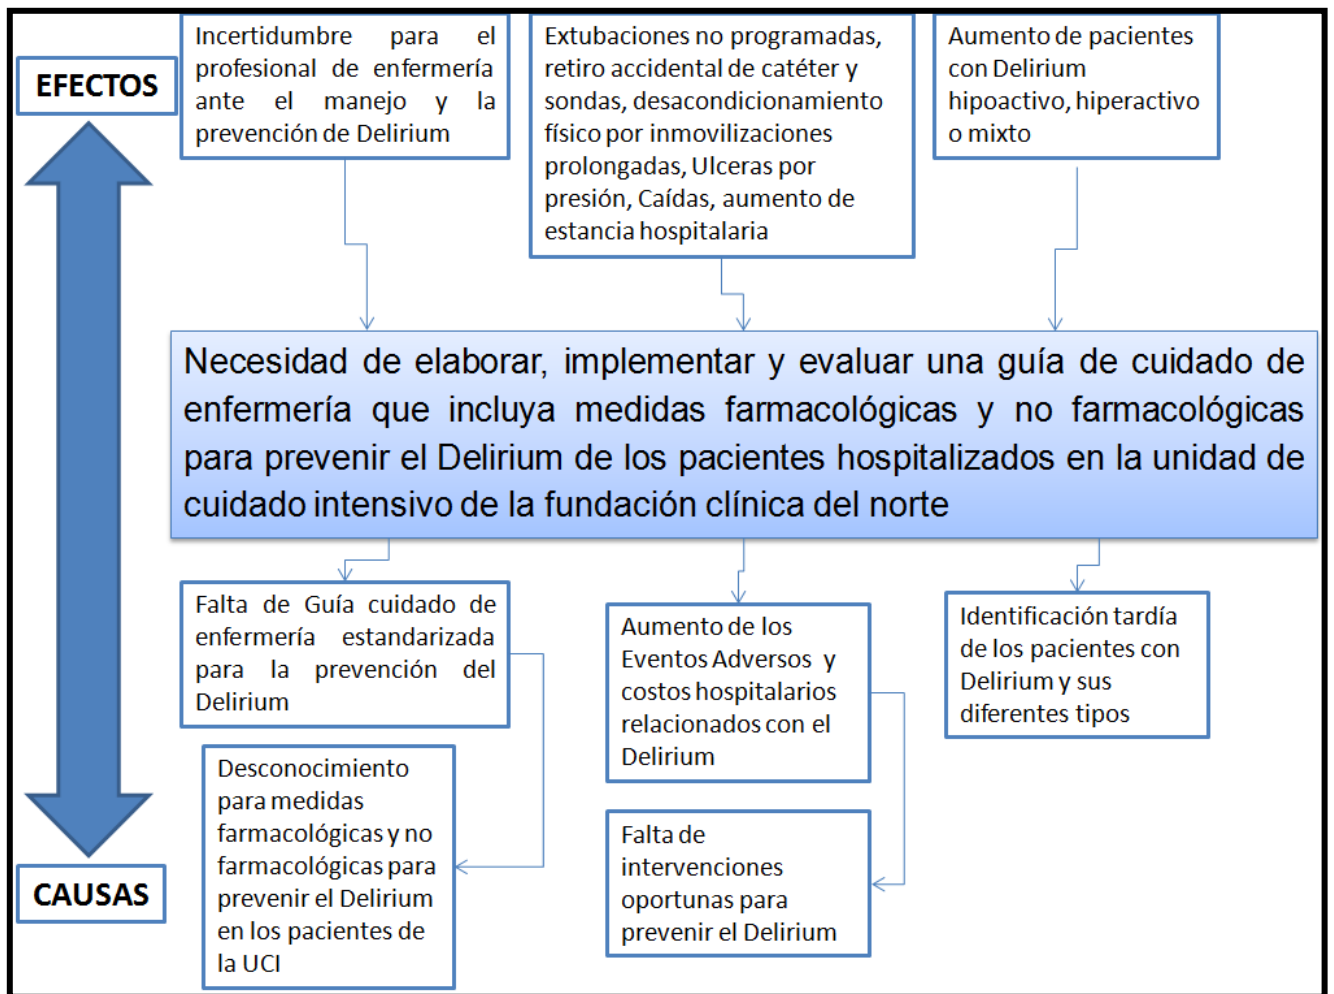 EFECTOS
Incertidumbre para el
profesional de enfermería
ante el manejo y la
prevención de Delirium
Extubaciones no programadas,
retiro accidental de catéter y
sondas, desacondicionamiento
físico por inmovilizaciones
prolongadas, Ulceras por
presión, Caídas, aumento de
estancia hospitalaria
Aumento de pacientes
con Delirium
hipoactivo, hiperactivo
o mixto
Necesidad de elaborar, implementar y evaluar una guía de cuidado de
enfermería que incluya medidas farmacológicas y no farmacológicas
para prevenir el Delirium de los pacientes hospitalizados en la unidad de
cuidado intensivo de la fundación clínica del norte
Falta de Guía cuidado de
enfermería estandarizada
para la prevención del
Delirium
Desconocimiento
para medidas
farmacológicas y no
farmacológicas para
prevenir el Delirium
en los pacientes de
la UCI
Aumento de los
Eventos Adversos y
costos hospitalarios
relacionados con el
Delirium
Falta de
intervenciones
oportunas para
prevenir el Delirium
Identificación tardía
de los pacientes con
Delirium y sus
diferentes tipos
CAUSAS